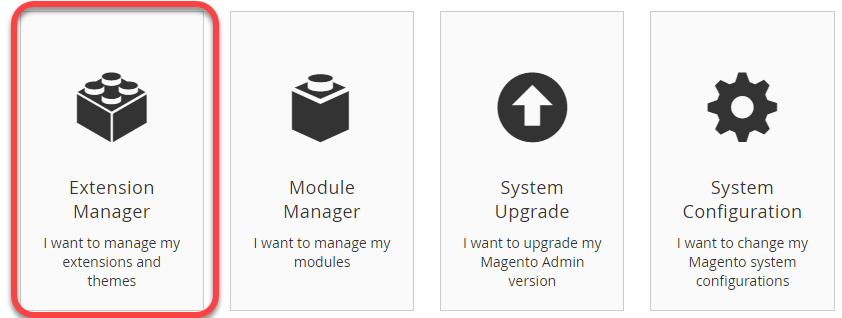 Extension
Manager
I want to manage my
extensions and
themes
Module
Manager
I want to manage my
modules
System
Upgrade
I want to upgrade my
Magento Admin
version
System
Configuration
I want to change my
Magento system
configurations